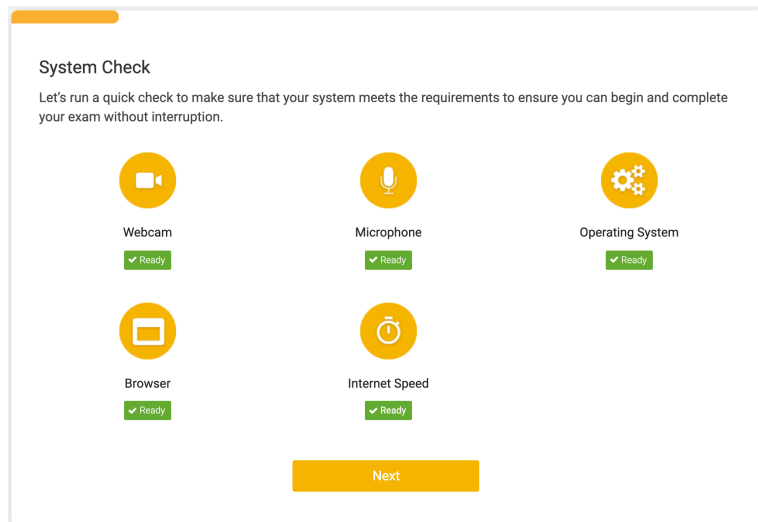 System Check
Let's run a quick check to make sure that your system meets the requirements to ensure you can begin and complete
your exam without interruption.
Webcam
Microphone
Operating System
Ready
Ready
Ready
Browser
Internet Speed
Ready
Ready
Next